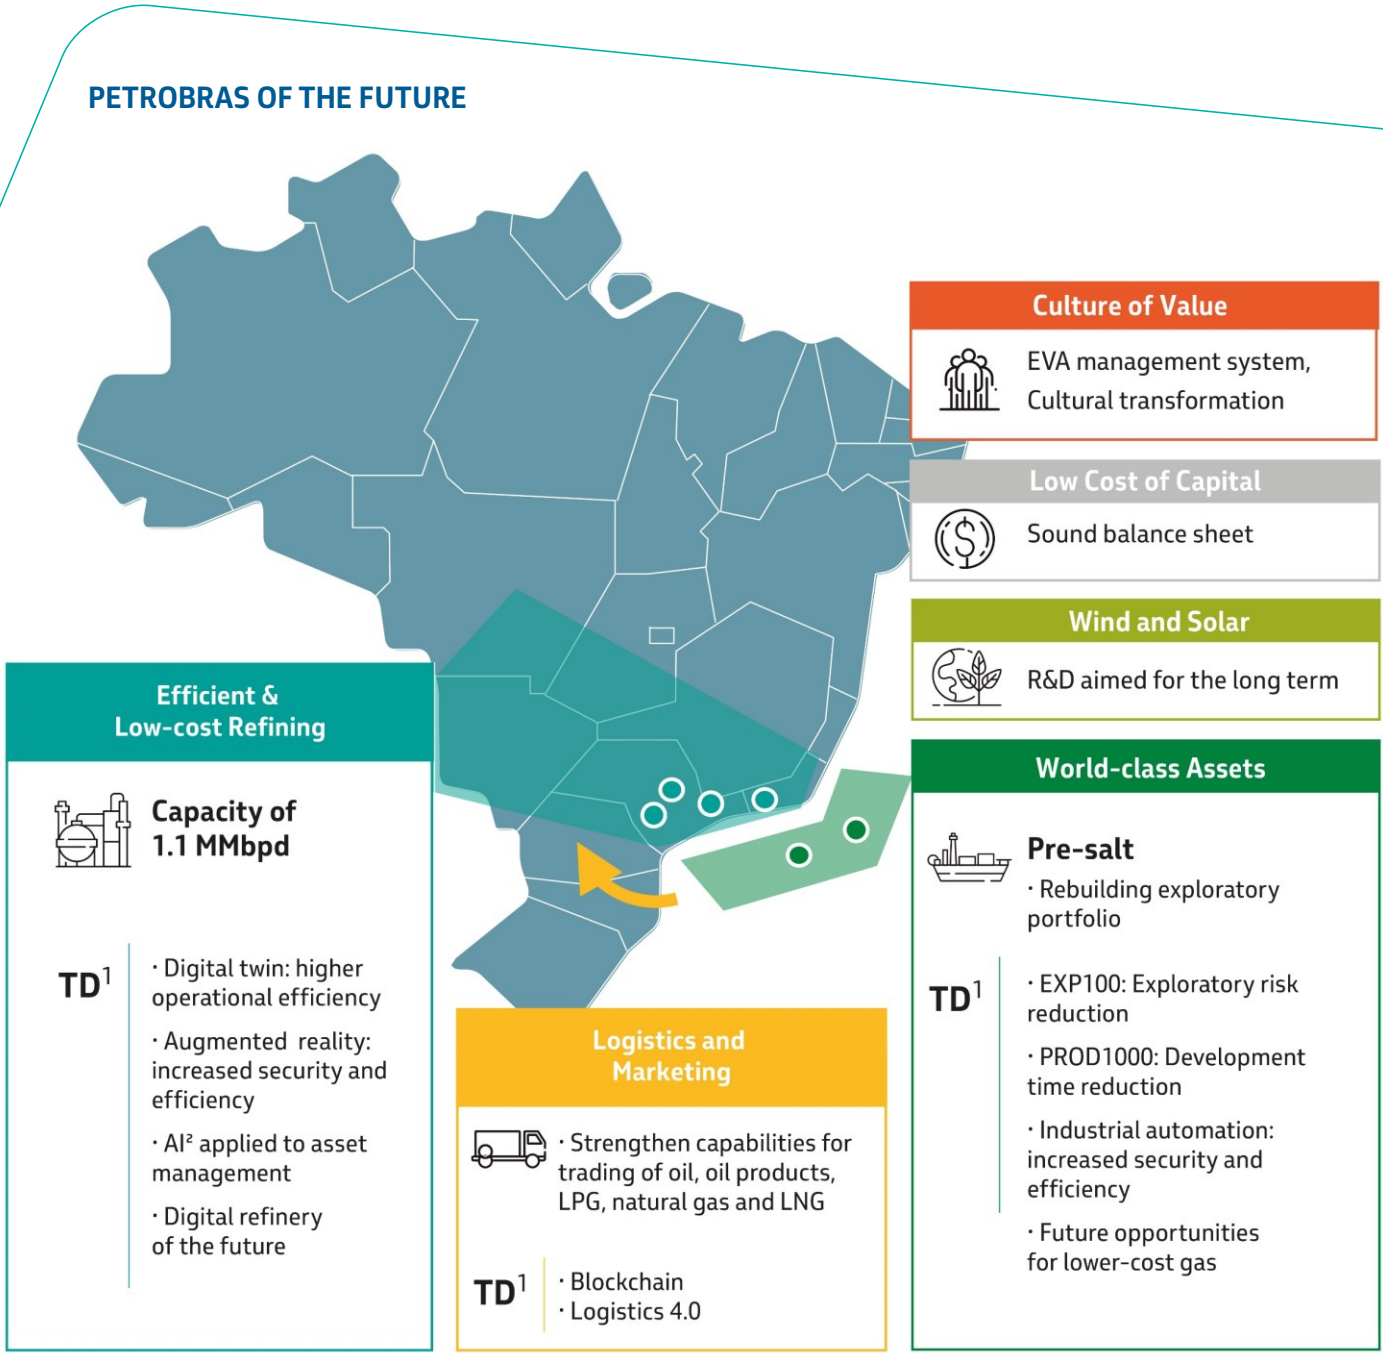 PETROBRAS OF THE FUTURE
Culture of Value
EVA management system,
Cultural transformation
Low Cost of Capital
Sound balance sheet
Wind and Solar
R&D aimed for the long term
Efficient &
Low-cost Refining
Capacity of
1.1 MMbpd
TD¹
· Digital twin: higher
operational efficiency
· Augmented reality:
increased security and
efficiency
· AI² applied to asset
management
· Digital refinery
of the future
Logistics and
Marketing
· Strengthen capabilities for
trading of oil, oil products,
LPG, natural gas and LNG
TD¹
· Blockchain
· Logistics 4.0
World-class Assets
Pre-salt
· Rebuilding exploratory
portfolio
TD¹
· EXP100: Exploratory risk
reduction
· PROD1000: Development
time reduction
· Industrial automation:
increased security and
efficiency
· Future opportunities
for lower-cost gas